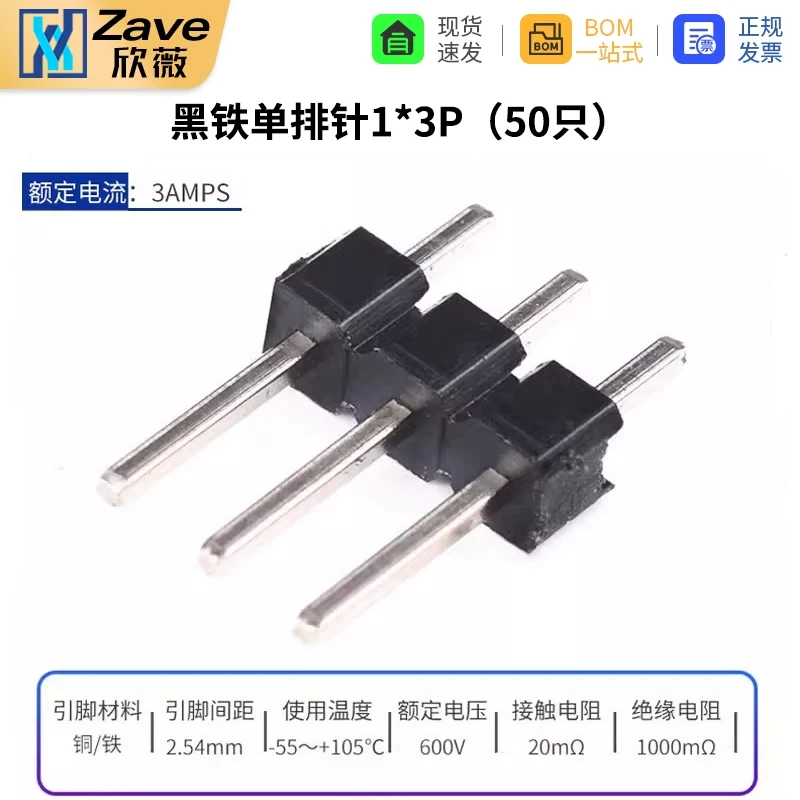 Zave
欣薇
现货
速发
BOM
BOM
一站式
票
正规
发票
黑铁单排针1*3P（50只）
额定电流：3AMPS
引脚材料
铜/铁
引脚间距
2.54mm
使用温度
-55～+105℃
额定电压
600V
接触电阻
20mΩ
绝缘电阻
1000mΩ